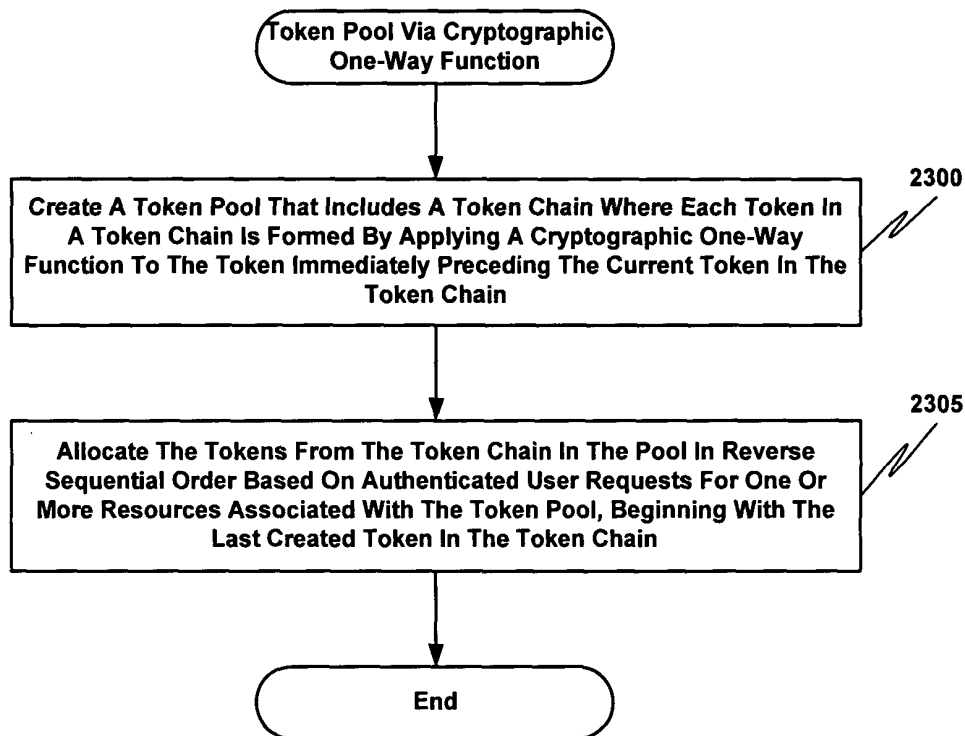 Token Pool Via Cryptographic
One-Way Function
2300
Create A Token Pool That Includes A Token Chain Where Each Token In
A Token Chain Is Formed By Applying A Cryptographic One-Way
Function To The Token Immediately Preceding The Current Token In The
Token Chain
2305
Allocate The Tokens From The Token Chain In The Pool In Reverse
Sequential Order Based On Authenticated User Requests For One Or
More Resources Associated With The Token Pool, Beginning With The
Last Created Token In The Token Chain
End